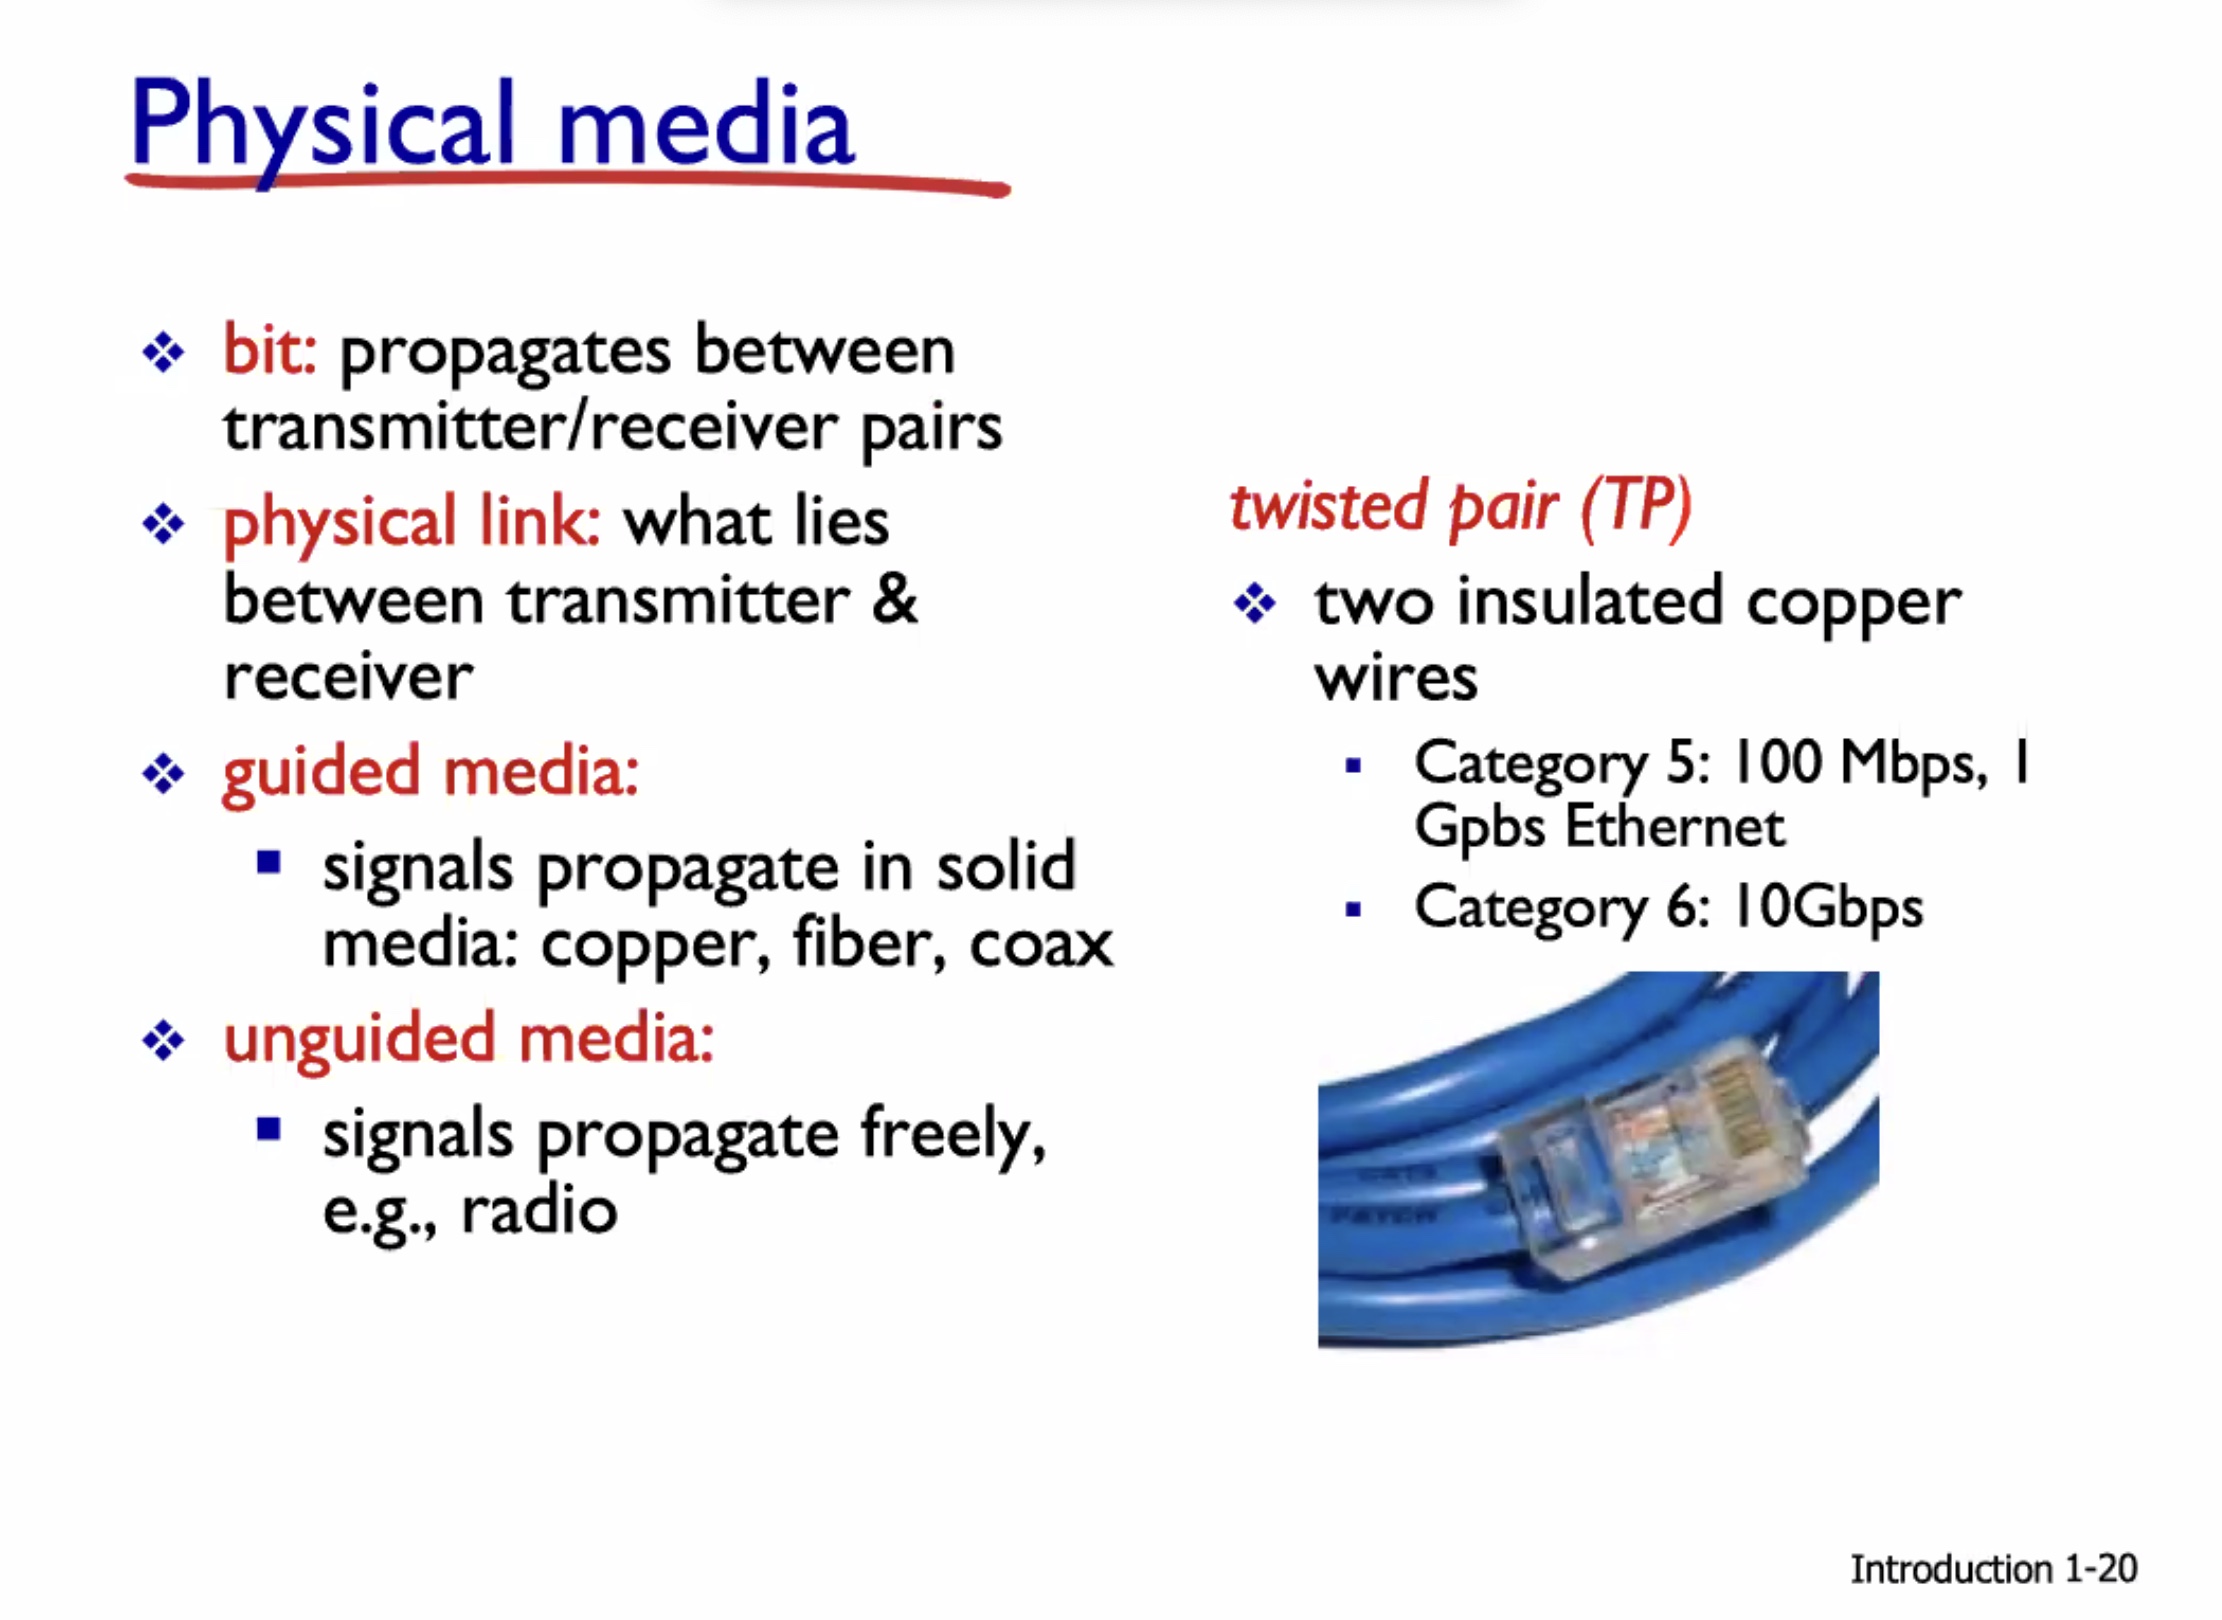 Physical media
bit: propagates between
transmitter/receiver pairs
physical link: what lies
between transmitter &
receiver
guided media:
signals propagate in solid
media: copper, fiber, coax
unguided media:
signals propagate freely,
e.g., radio
twisted pair (TP)
two insulated copper
wires
Category 5: 100 Mbps, 1
Gpbs Ethernet
Category 6: 10Gbps
Introduction 1-20